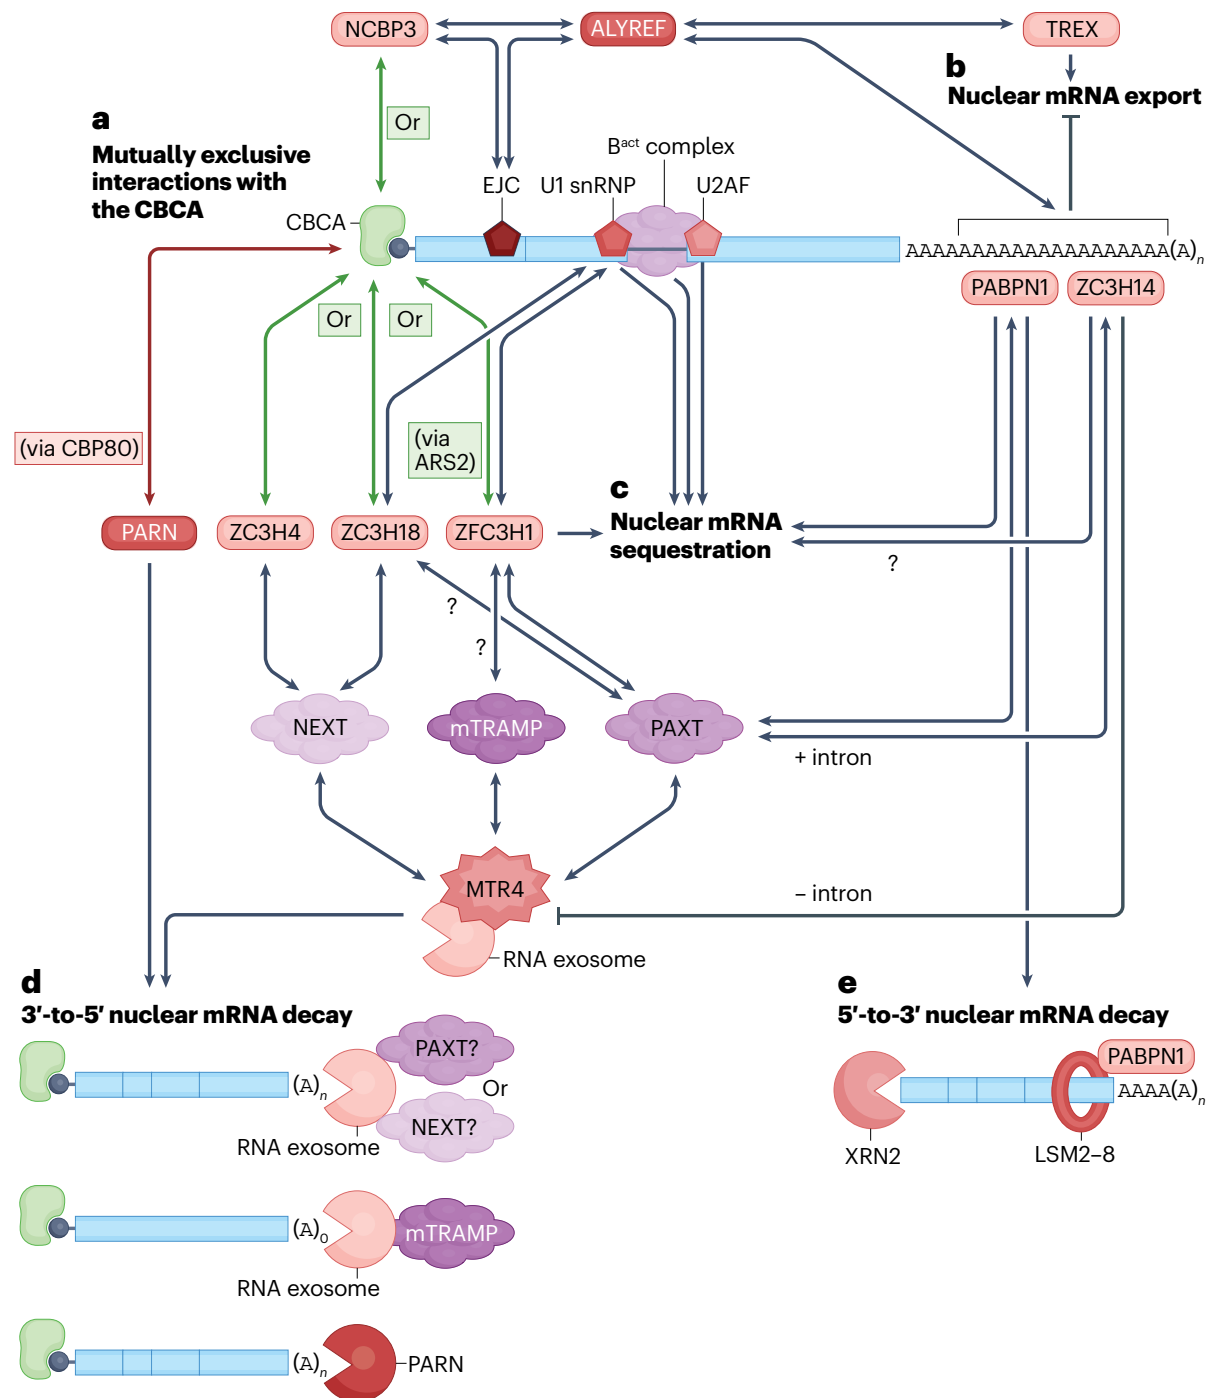 NCBP3
ALYREF
TREX
b
Nuclear mRNA export
a
Mutually exclusive
interactions with
the CBCA
Or
Bact complex
EJC
U1 snRNP
U2AF
CBCA
AAAAAAAAAAAAAAAAAAAA(A)n
PABPN1
ZC3H14
Or
Or
(via CBP80)
(via
ARS2)
c
Nuclear mRNA
sequestration
PARN
ZC3H4
ZC3H18
ZFC3H1
?
?
?
NEXT
mTRAMP
PAXT
+ intron
MTR4
– intron
RNA exosome
d
3′-to-5′ nuclear mRNA decay
PAXT?
(A)n
Or
NEXT?
RNA exosome
(A)0
mTRAMP
RNA exosome
(A)n
PARN
e
5′-to-3′ nuclear mRNA decay
PABPN1
AAAA(A)n
XRN2
LSM2–8